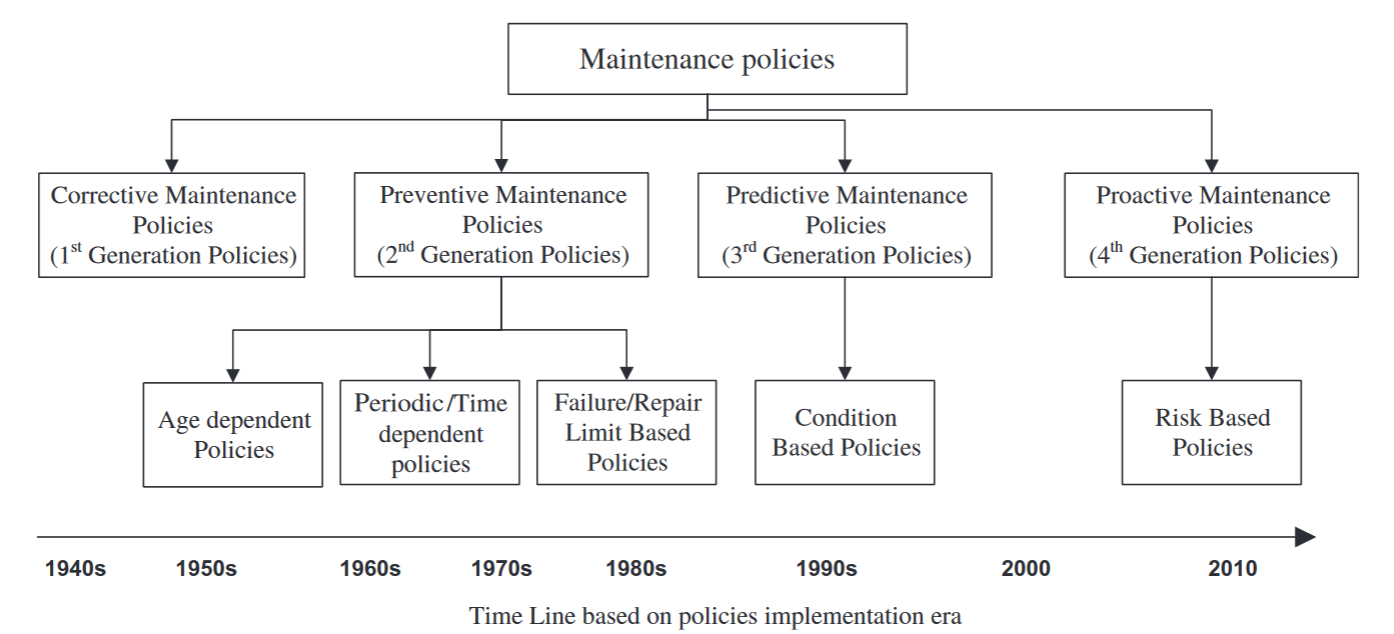 Maintenance policies
Corrective Maintenance
Policies
(1st Generation Policies)
Preventive Maintenance
Policies
(2nd Generation Policies)
Predictive Maintenance
Policies
(3rd Generation Policies)
Proactive Maintenance
Policies
(4th Generation Policies)
Age dependent
Policies
Periodic/Time
dependent
policies
Failure/Repair
Limit Based
Policies
Condition
Based Policies
Risk Based
Policies
1940s 1950s 1960s 1970s 1980s 1990s 2000 2010
Time Line based on policies implementation era